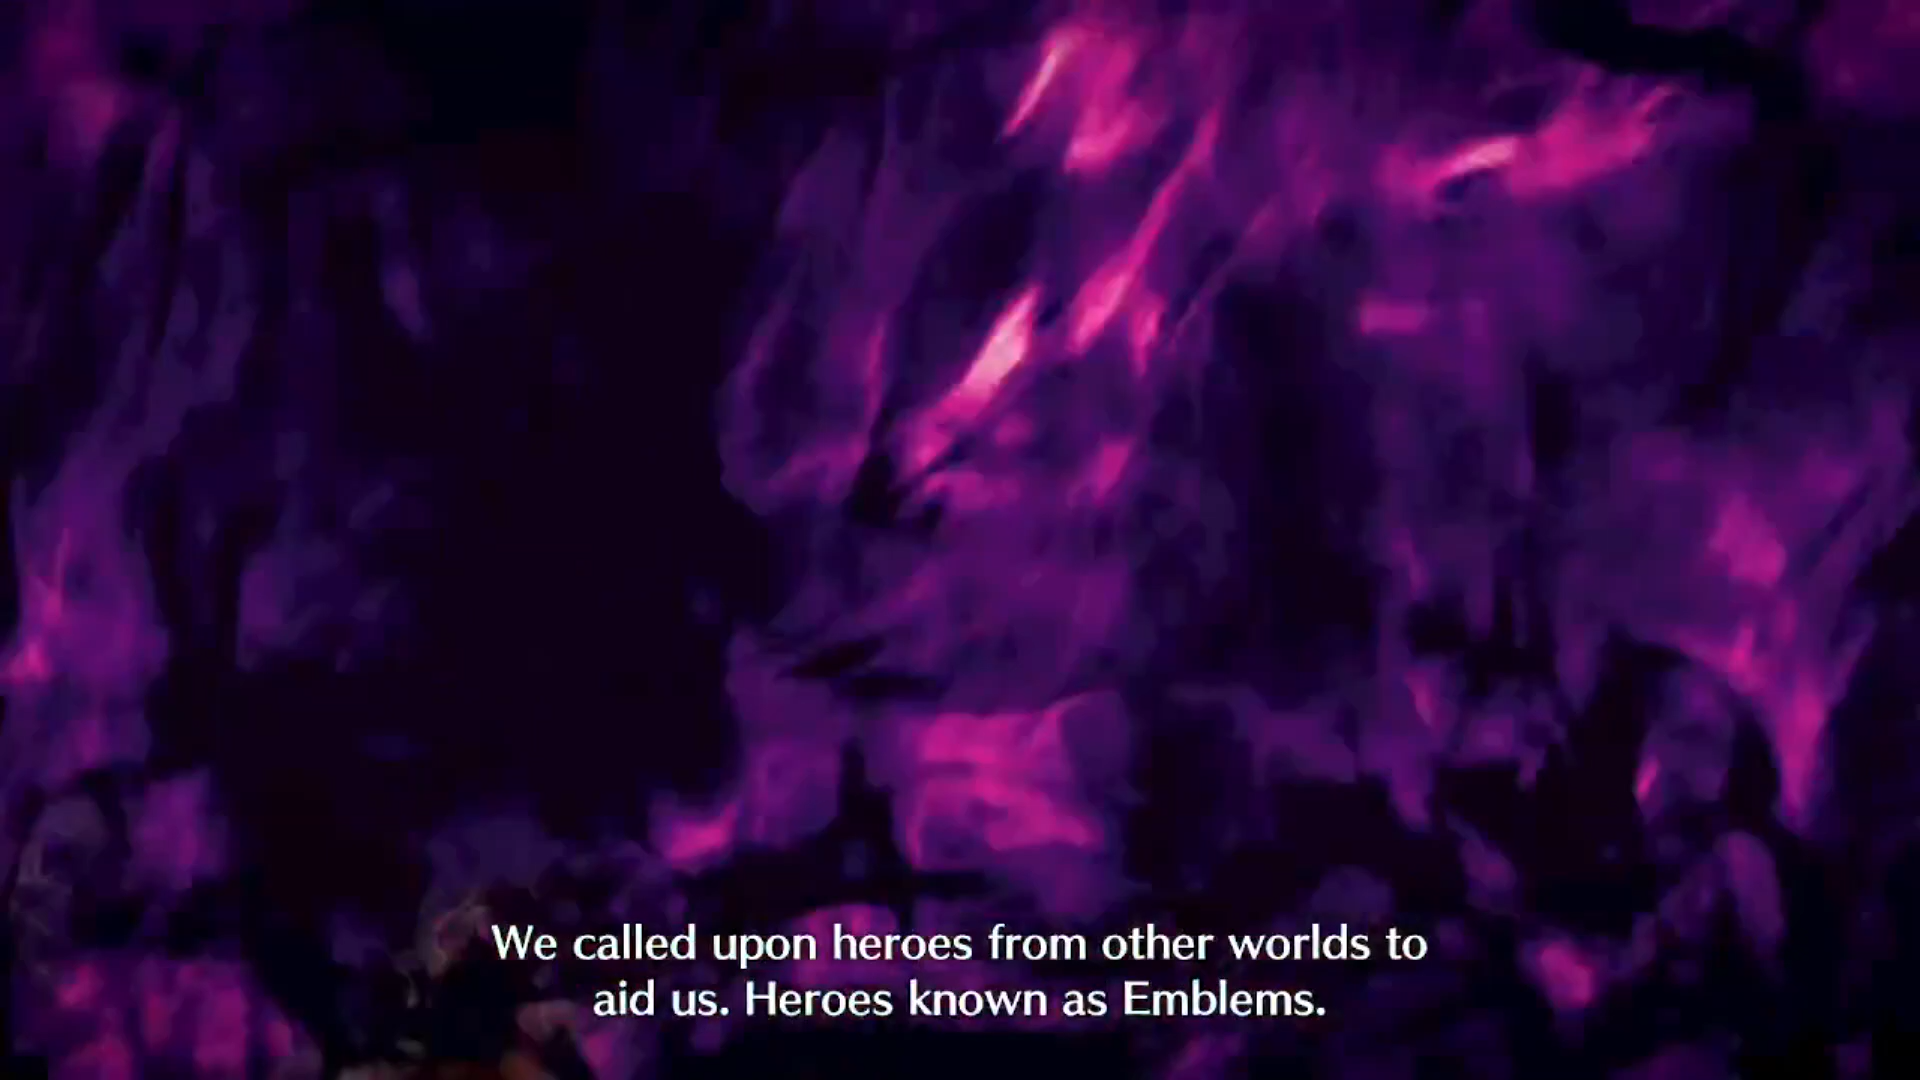 We called upon heroes from other worlds to
aid us. Heroes known as Emblems.